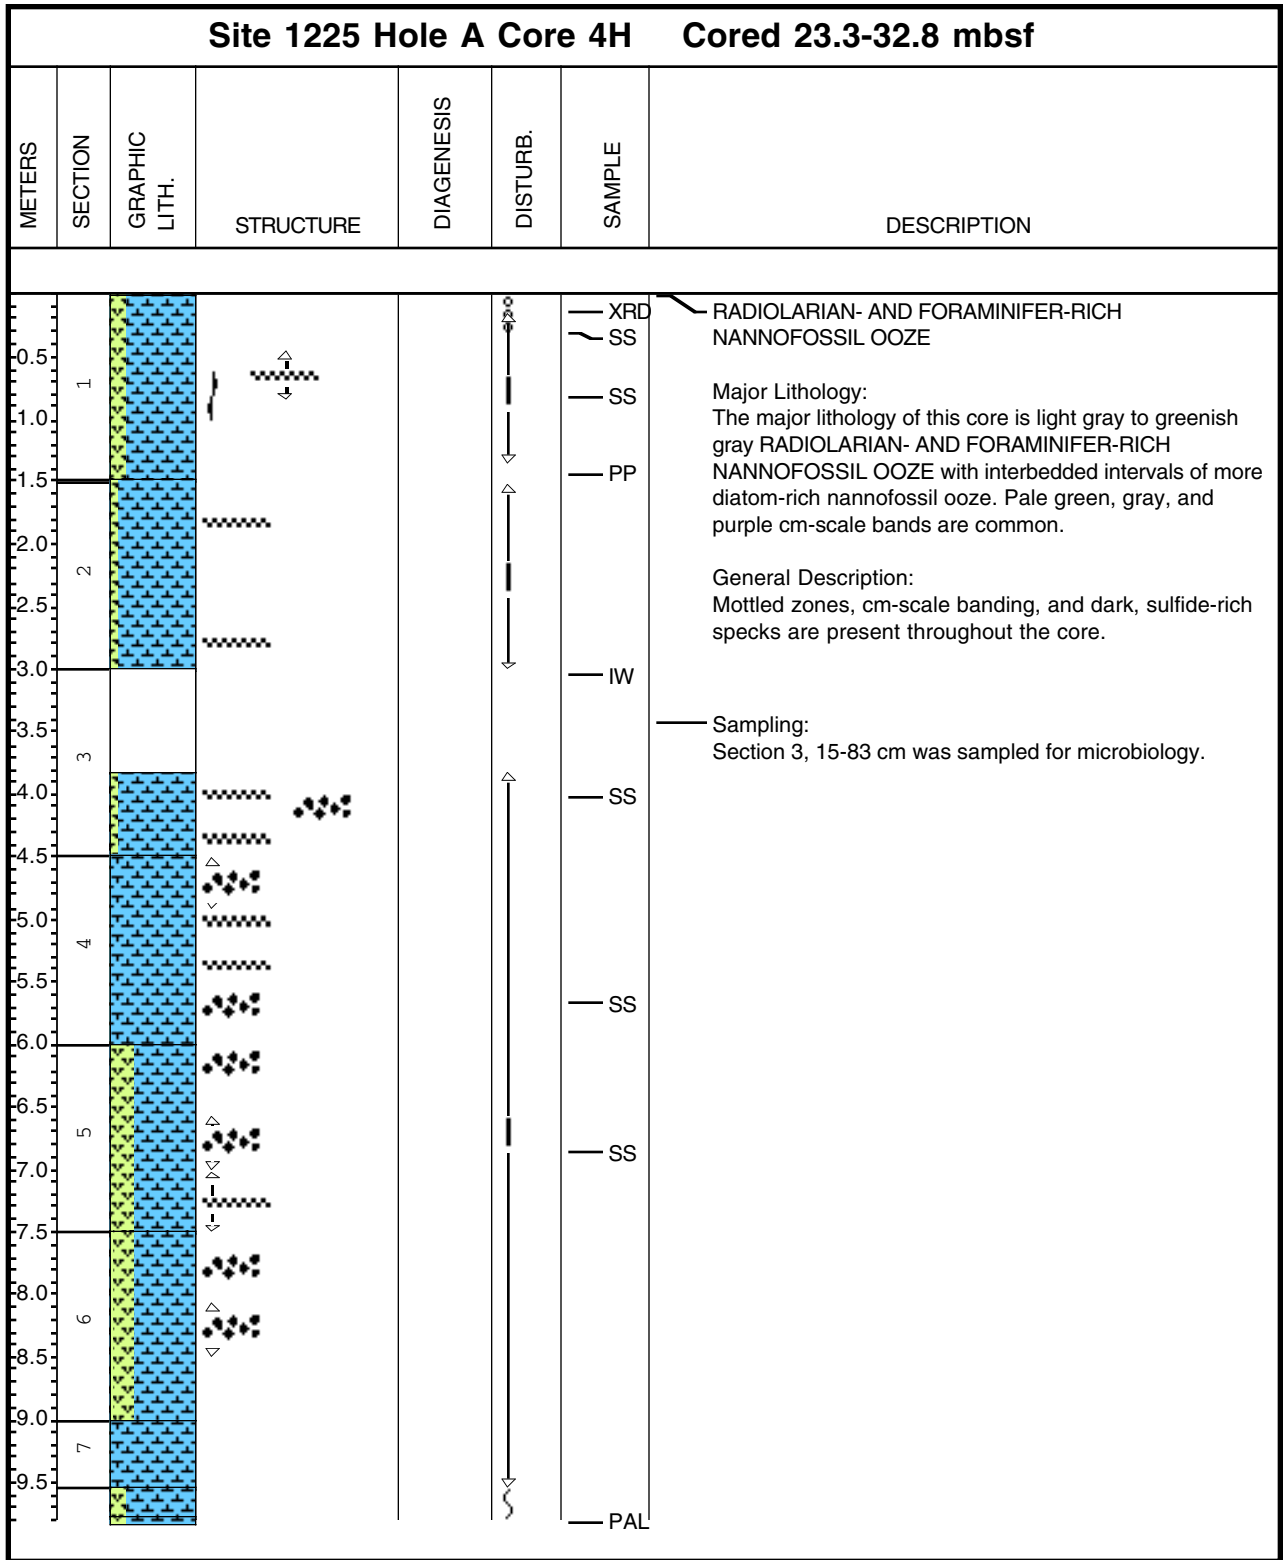 Site 1225 Hole A Core 4H Cored 23.3-32.8 mbsf
METERS
SECTION
GRAPHIC
LITH.
STRUCTURE
DIAGENESIS
DISTURB.
SAMPLE
DESCRIPTION
0.5
1.0
1.5
2.0
2.5
3.0
3.5
4.0
4.5
5.0
5.5
6.0
6.5
7.0
7.5
8.0
8.5
9.0
9.5
1
2
3
4
5
6
7
XRD
SS
SS
PP
IW
SS
SS
SS
PAL
RADIOLARIAN- AND FORAMINIFER-RICH
NANNOFOSSIL OOZE
Major Lithology:
The major lithology of this core is light gray to greenish
gray RADIOLARIAN- AND FORAMINIFER-RICH
NANNOFOSSIL OOZE with interbedded intervals of more
diatom-rich nannofossil ooze. Pale green, gray, and
purple cm-scale bands are common.
General Description:
Mottled zones, cm-scale banding, and dark, sulfide-rich
specks are present throughout the core.
Sampling:
Section 3, 15-83 cm was sampled for microbiology.